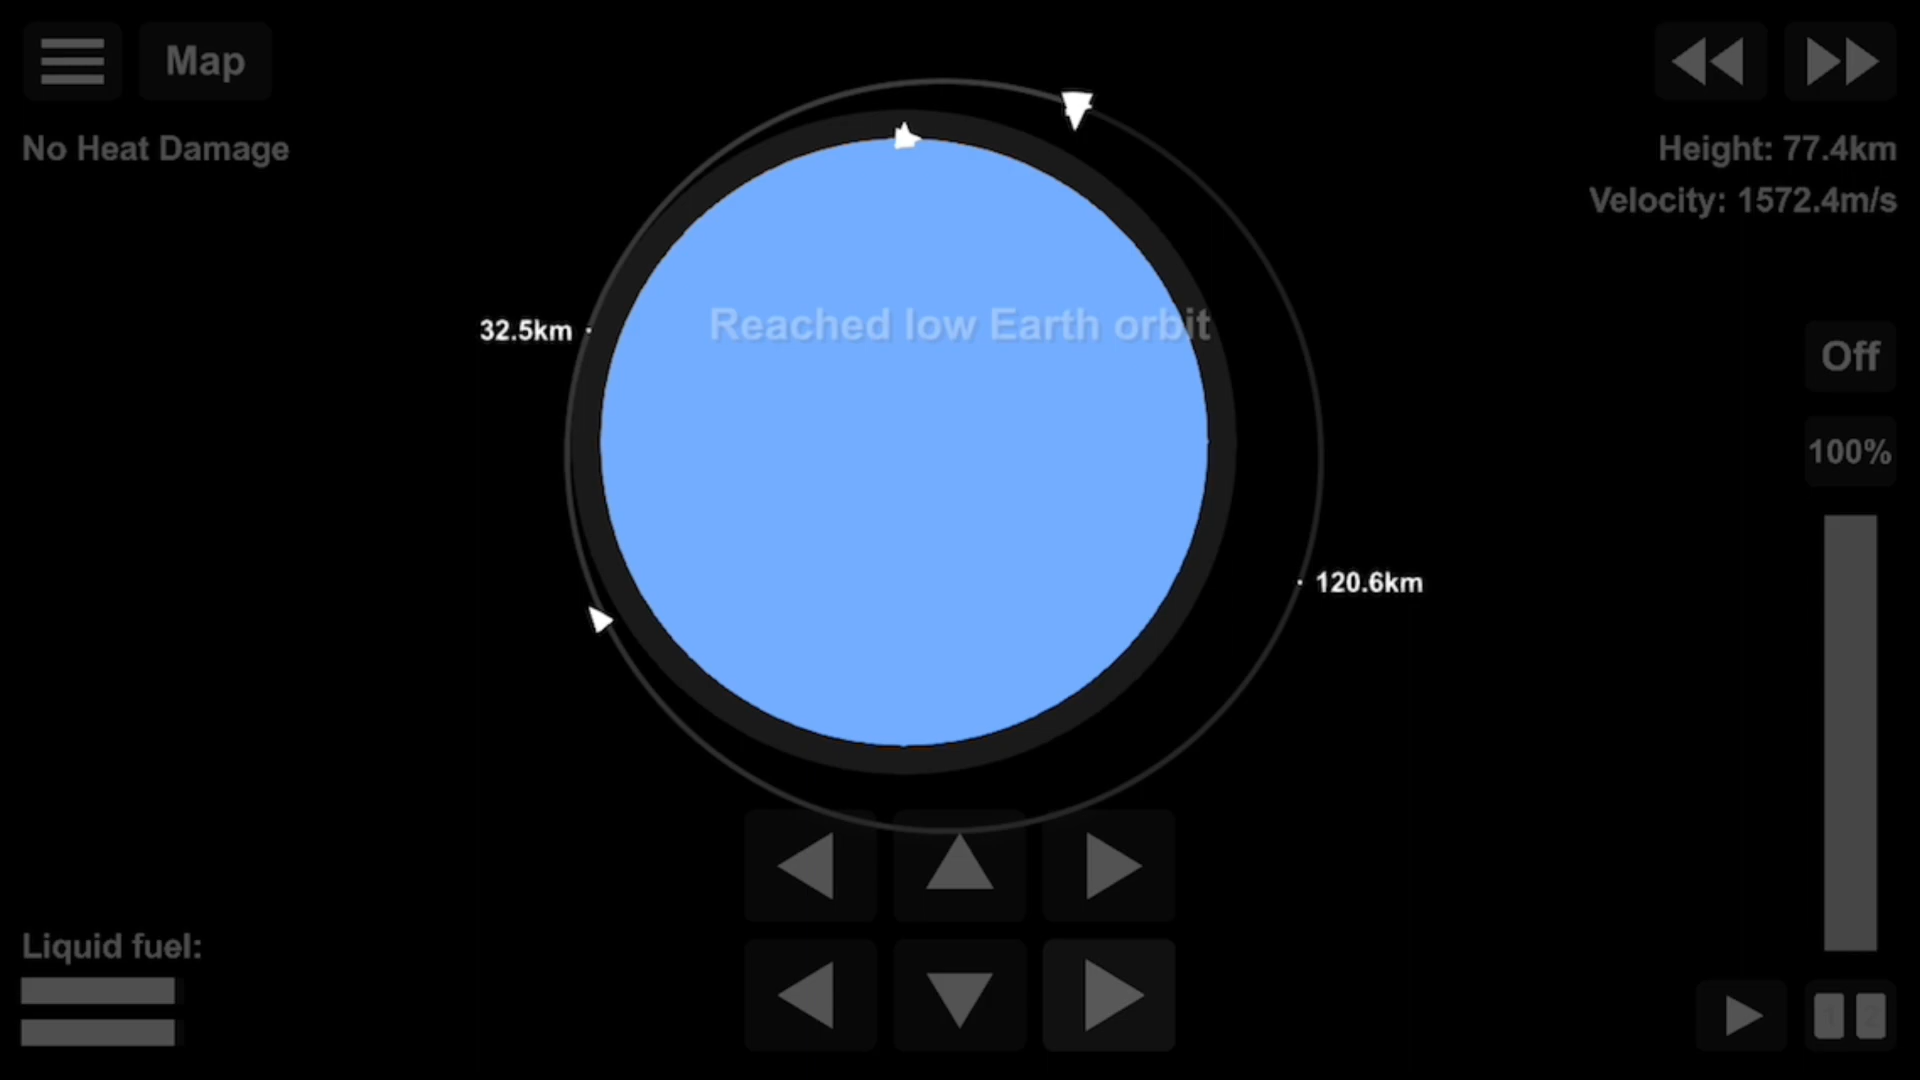 Map
No Heat Damage
Height: 77.4km
Velocity: 1572.4m/s
Reached low Earth orbit
32.5km
Off
100%
120.6km
Liquid fuel: